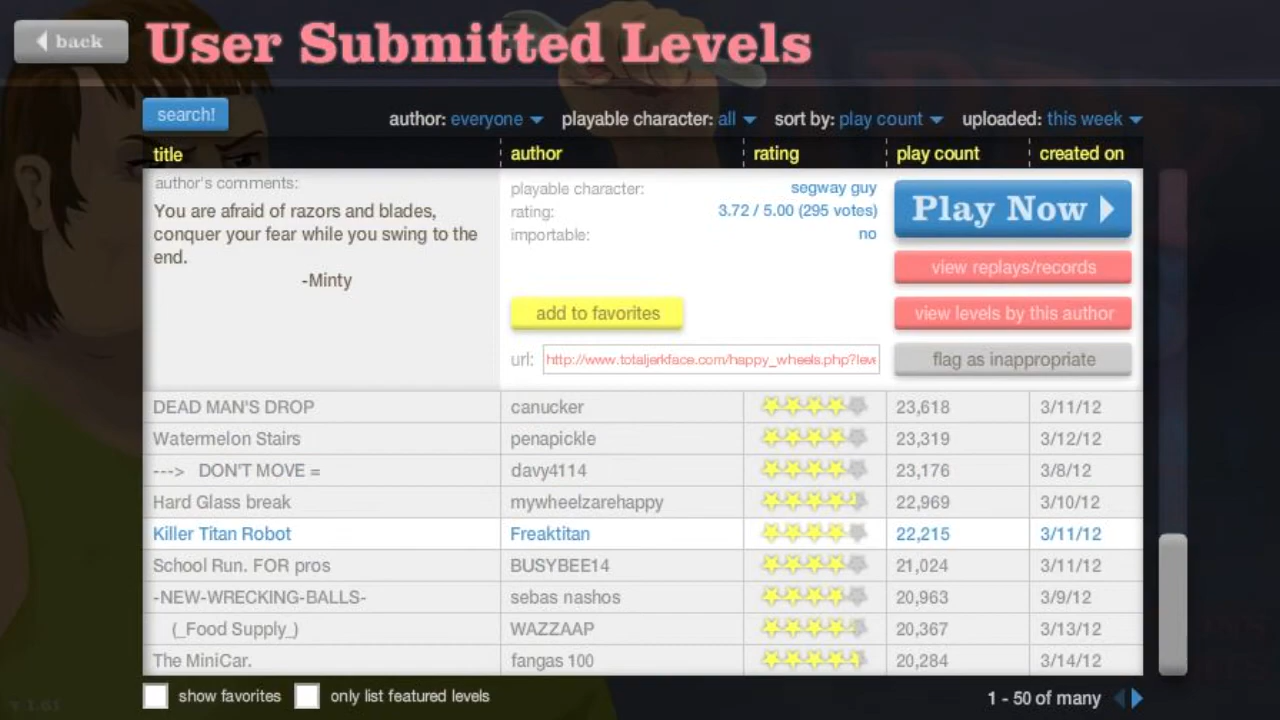 back
User Submitted Levels
search!
author: everyone playable character: all sort by: play count uploaded: this week
title author rating play count created on
author's comments:
You are afraid of razors and blades,
conquer your fear while you swing to the
end.
-Minty
playable character: segway guy
rating: 3.72 / 5.00 (295 votes)
importable: no
add to favorites
url: http://www.totaljerkface.com/happy_wheels.php?lev
Play Now
view replays/records
view levels by this author
flag as inappropriate
DEAD MAN'S DROP canucker 23,618 3/11/12
Watermelon Stairs penapickle 23,319 3/12/12
---> DON'T MOVE = davy4114 23,176 3/8/12
Hard Glass break mywheelzarehappy 22,969 3/10/12
Killer Titan Robot Freaktitan 22,215 3/11/12
School Run. FOR pros BUSYBEE14 21,024 3/11/12
-NEW-WRECKING-BALLS- sebas nashos 20,963 3/9/12
(_Food Supply_) WAZZAAP 20,367 3/13/12
The MiniCar. fangas 100 20,284 3/14/12
show favorites only list featured levels 1 - 50 of many